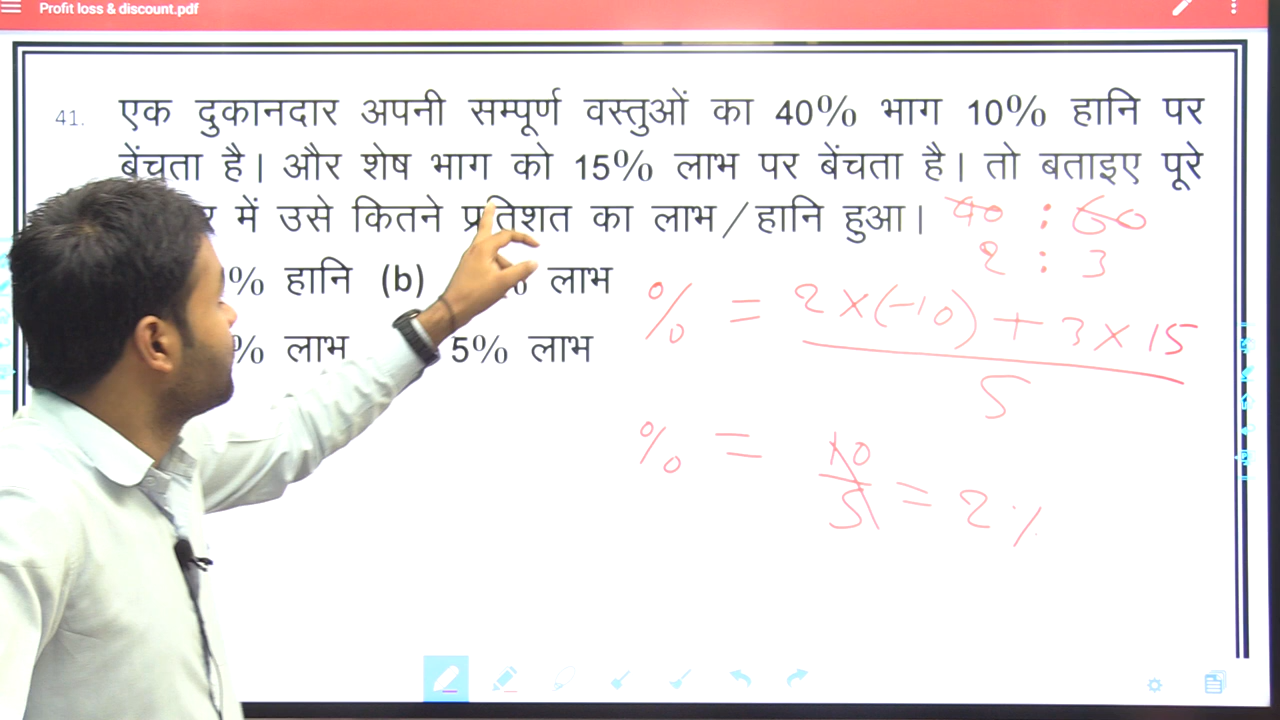 Profit loss & discount.pdf
41. एक दुकानदार अपनी सम्पूर्ण वस्तुओं का 40% भाग 10% हानि पर
बेंचता है। और शेष भाग को 15% लाभ पर बेंचता है। तो बताइए पूरे
में उसे कितने प्रतिशत का लाभ/हानि हुआ।
40 : 60
2 : 3
% हानि (b) % लाभ
% लाभ 5% लाभ
% = 2×(-10) + 3×15
5
% = 10
5 = 2%